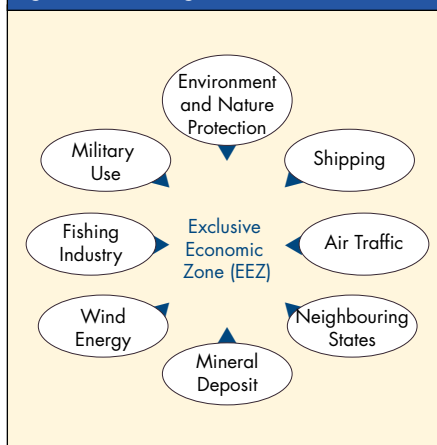 Environment
and Nature
Protection
Military
Use
Shipping
Fishing
Industry
Exclusive
Economic
Zone (EEZ)
Air Traffic
Wind
Energy
Neighbouring
States
Mineral
Deposit